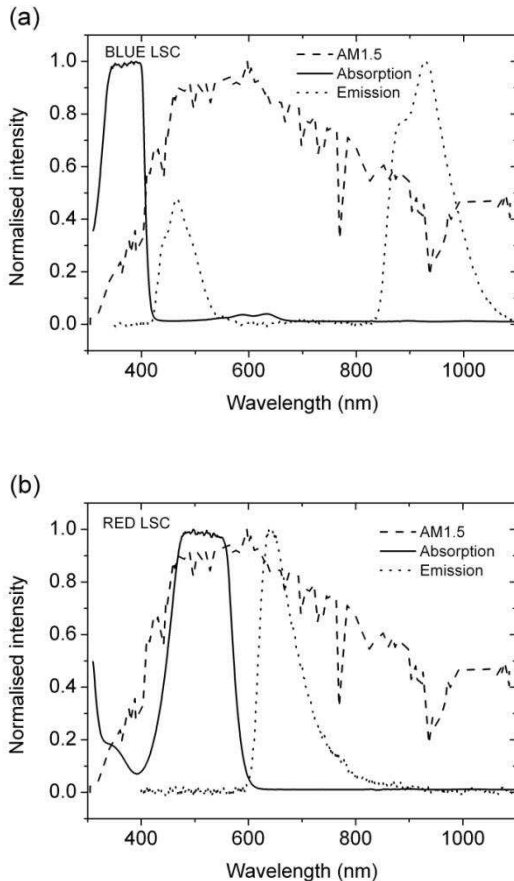 (a)
BLUE LSC
AM1.5
Absorption
Emission
1.0
0.8
0.6
0.4
0.2
0.0
Normalised intensity
400 600 800 1000
Wavelength (nm)
(b)
RED LSC
AM1.5
Absorption
Emission
1.0
0.8
0.6
0.4
0.2
0.0
Normalised intensity
400 600 800 1000
Wavelength (nm)